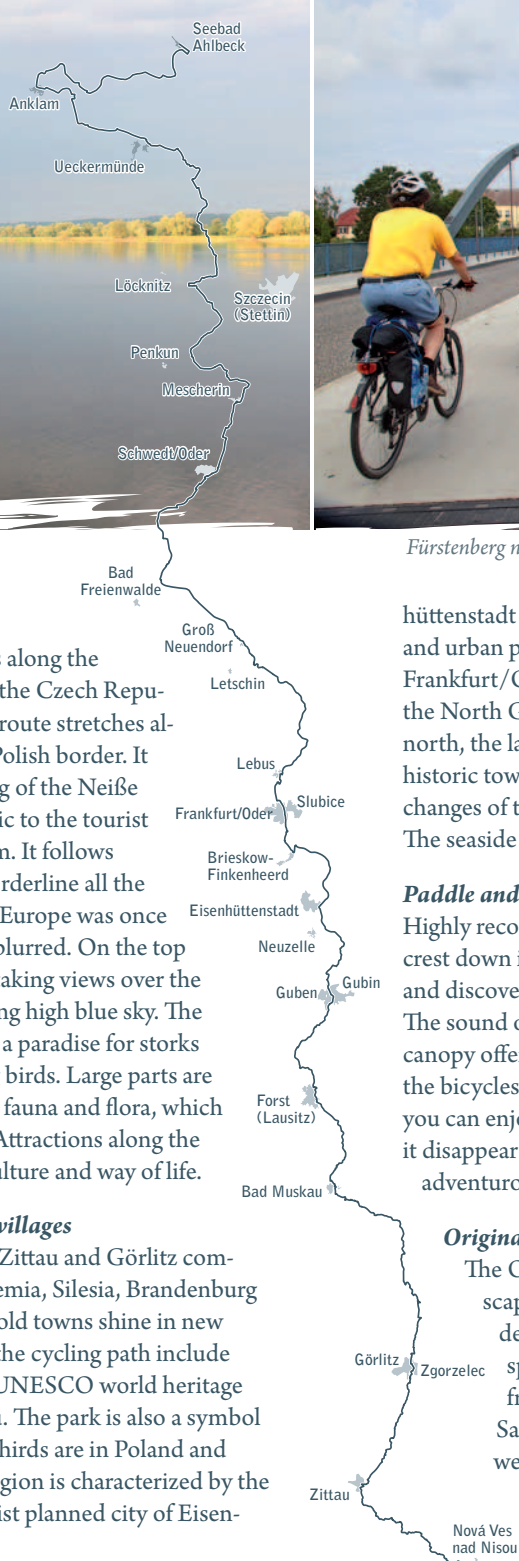 Seebad
Ahlbeck
Anklam
Ueckermünde
Löcknitz
Szczecin
(Stettin)
Penkun
Mescherin
Schwedt/Oder
Bad
Freienwalde
Groß
Neuendorf
Letschin
Lebus
Frankfurt/Oder
Slubice
Brieskow-
Finkenheerd
Eisenhüttenstadt
Neuzelle
Guben
Gubin
Forst
(Lausitz)
Bad Muskau
Görlitz
Zgorzelec
Zittau
Nová Ves
nad Nisou
along the
the Czech Repu-
route stretches al-
Polish border. It
g of the Neiße
ic to the tourist
m. It follows
rderline all the
Europe was once
blurred. On the top
taking views over the
ng high blue sky. The
a paradise for storks
birds. Large parts are
fauna and flora, which
Attractions along the
ulture and way of life.
villages
Zittau and Görlitz com-
emia, Silesia, Brandenburg
old towns shine in new
the cycling path include
UNESCO world heritage
. The park is also a symbol
hirds are in Poland and
gion is characterized by the
ist planned city of Eisen-
Fürstenberg n
hüttenstadt
and urban p
Frankfurt/O
the North G
north, the la
historic tow
changes of t
The seaside
Paddle and
Highly reco
crest down i
and discove
The sound o
canopy offe
the bicycles
you can enj
it disappear
adventuro
Origina
The O
scap
de
sp
fr
Sa
we